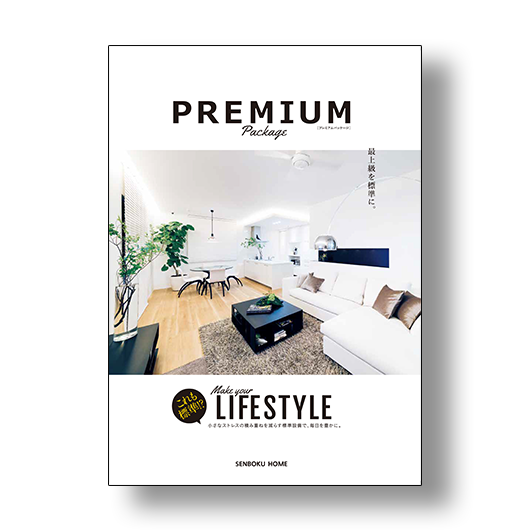 PREMIUM
Package
[プレミアムパッケージ]
最上級を標準に。
これも
標準!?
Make your
LIFESTYLE
小さなストレスの積み重ねを減らす標準設備で、毎日を豊かに。
SENBOKU HOME